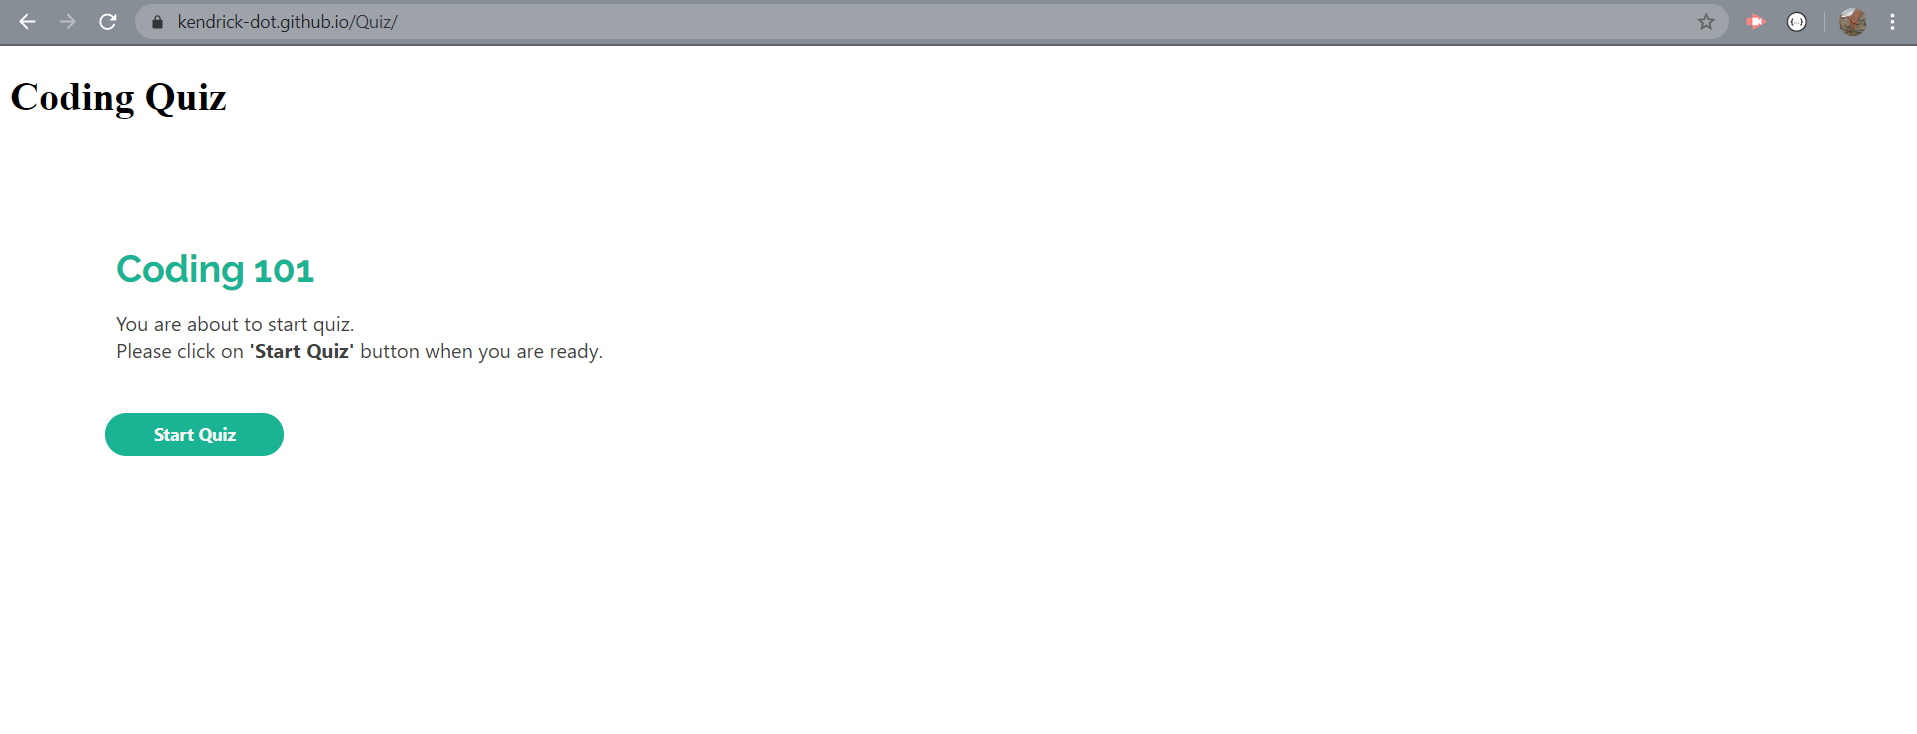 kendrick-dot.github.io/Quiz/
Coding Quiz
Coding 101
You are about to start quiz.
Please click on 'Start Quiz' button when you are ready.
Start Quiz